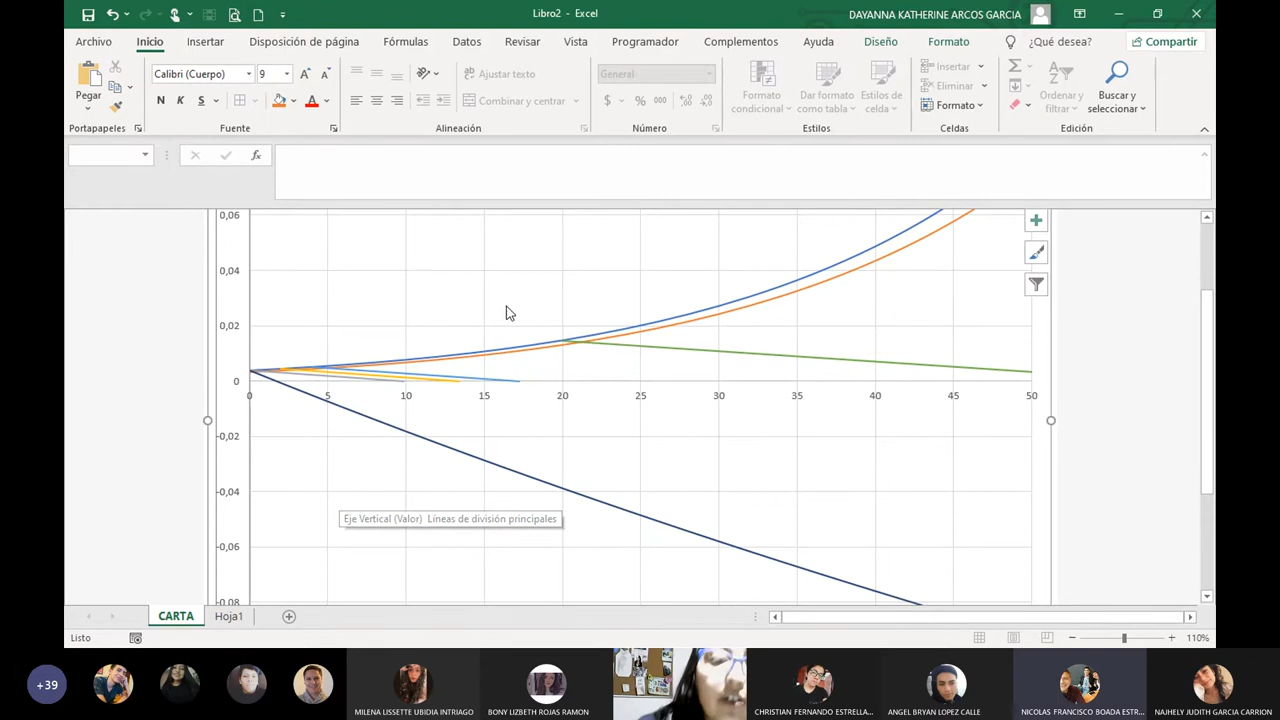 Libro2 - Excel
DAYANNA KATHERINE ARCOS GARCIA
Archivo Inicio Insertar Disposición de página Fórmulas Datos Revisar Vista Programador Complementos Ayuda Diseño Formato ¿Qué desea? Compartir
Pegar
Calibri (Cuerpo) 9
N K S
Ajustar texto
Combinar y centrar
General
$ % 000
Formato condicional
Dar formato como tabla
Estilos de celda
Insertar
Eliminar
Formato
Ordenar y filtrar
Buscar y seleccionar
Portapapeles Fuente Alineación Número Estilos Celdas Edición
fx
0,06
0,04
0,02
0
0 5 10 15 20 25 30 35 40 45 50
-0,02
-0,04
Eje Vertical (Valor) Líneas de división principales
-0,06
-0,08
CARTA Hoja1
Listo 110%
+39
MILENA LISSETTE UBIDIA INTRIAGO
BONY LIZBETH ROJAS RAMON
CHRISTIAN FERNANDO ESTRELLA...
ANGEL BRYAN LOPEZ CALLE
NICOLAS FRANCISCO BOADA ESTR...
NAJHELY JUDITH GARCIA CARRION